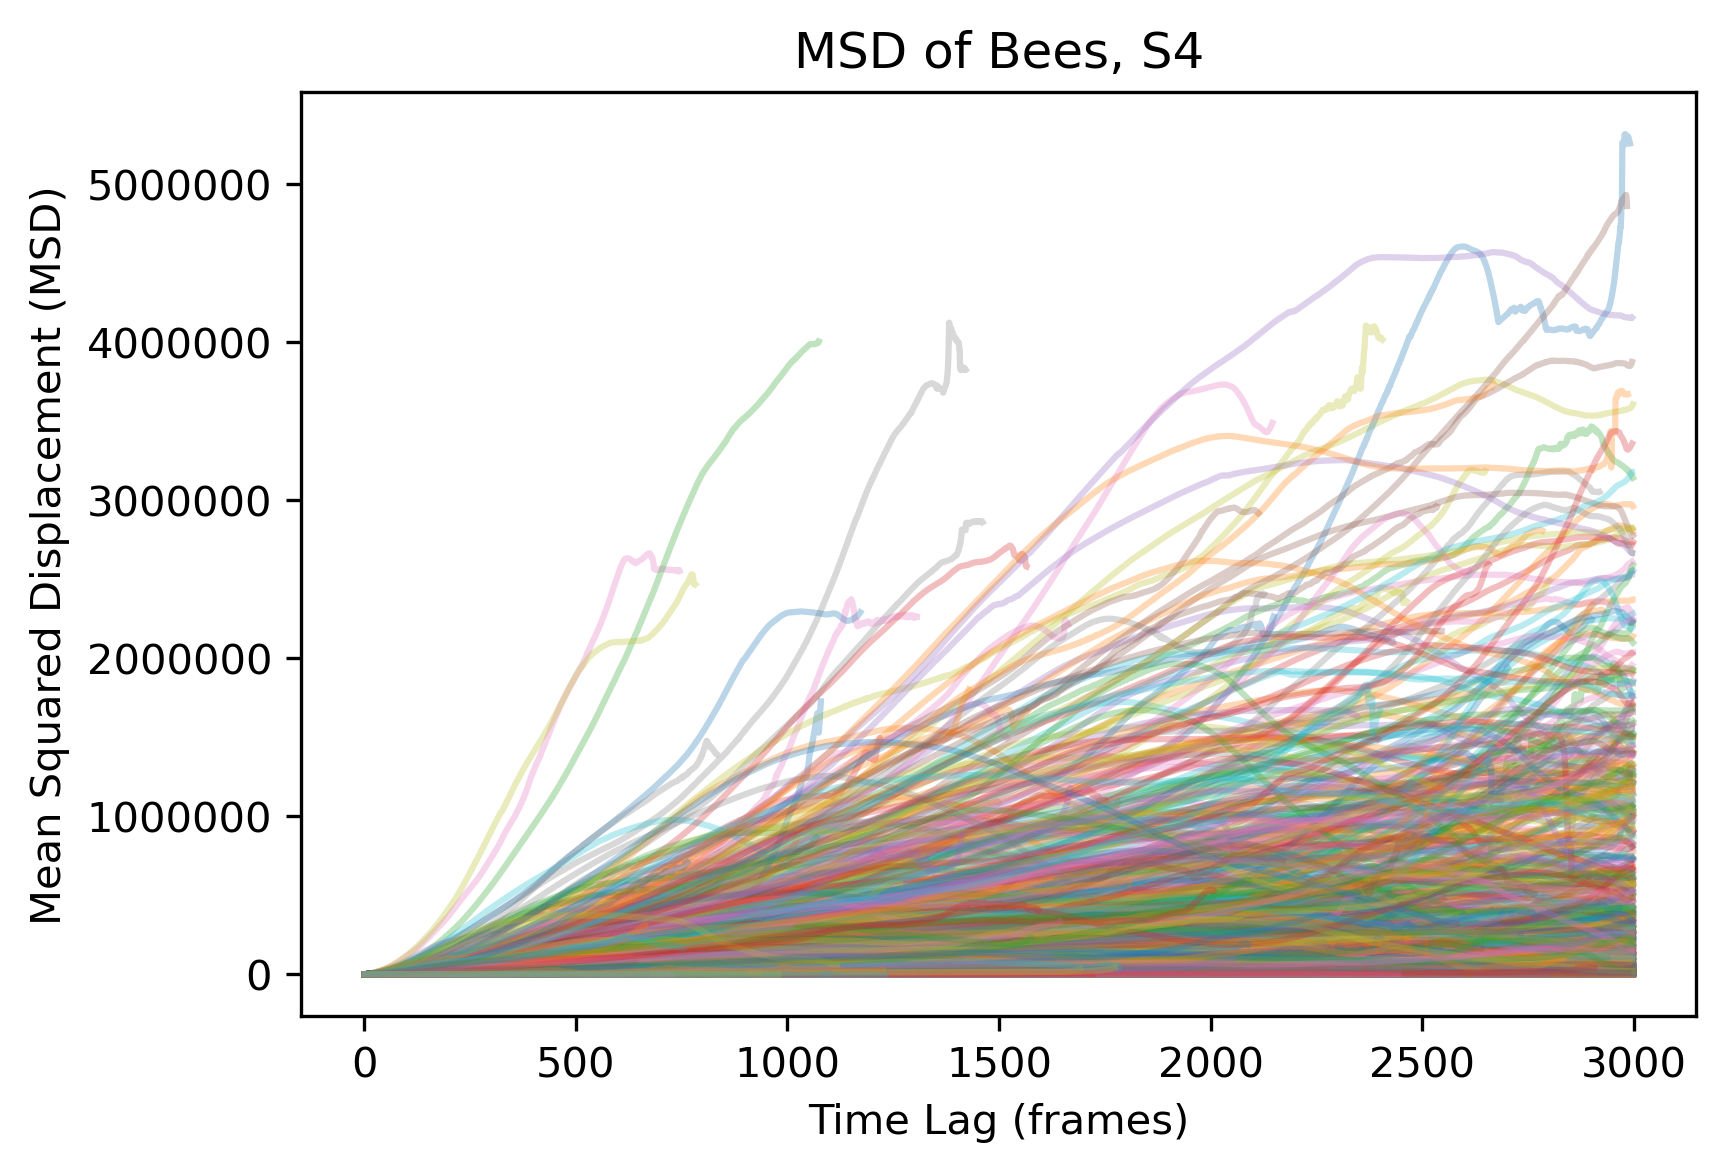 MSD of Bees, S4
Mean Squared Displacement (MSD)
5000000
4000000
3000000
2000000
1000000
0
0 500 1000 1500 2000 2500 3000
Time Lag (frames)